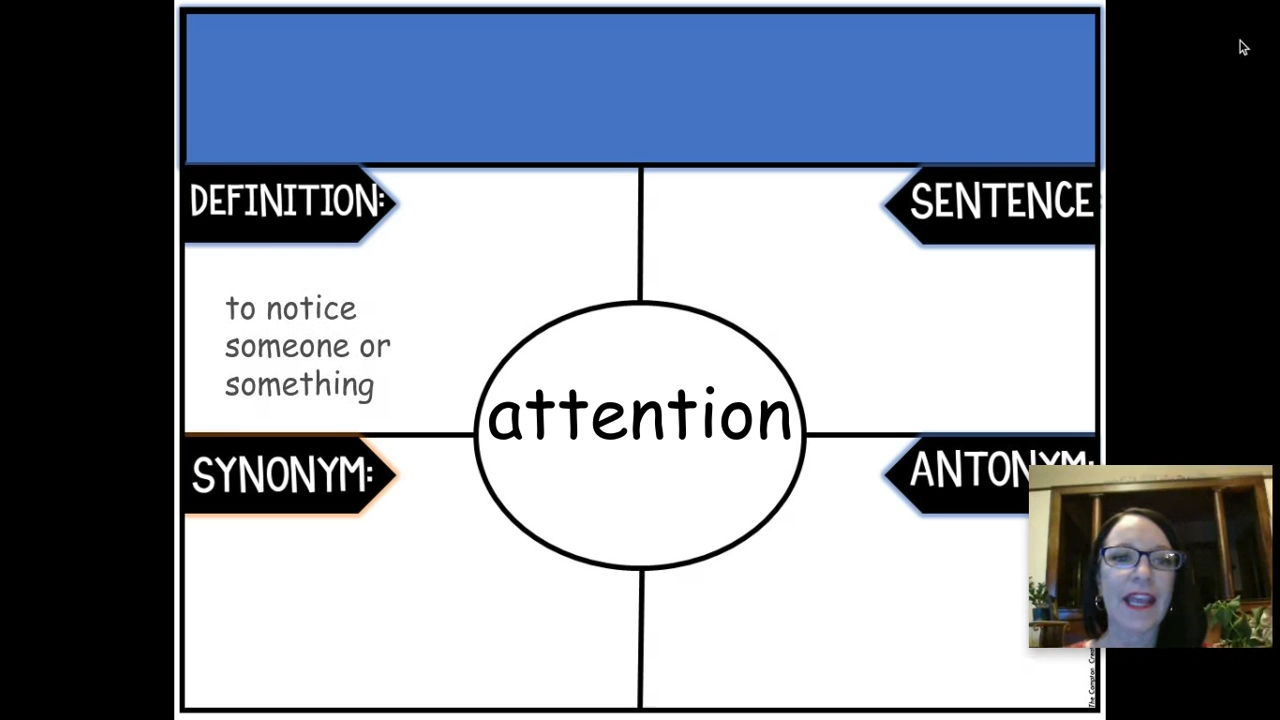 DEFINITION:
SENTENCE
to notice
someone or
something
attention
SYNONYM:
ANTONYM: